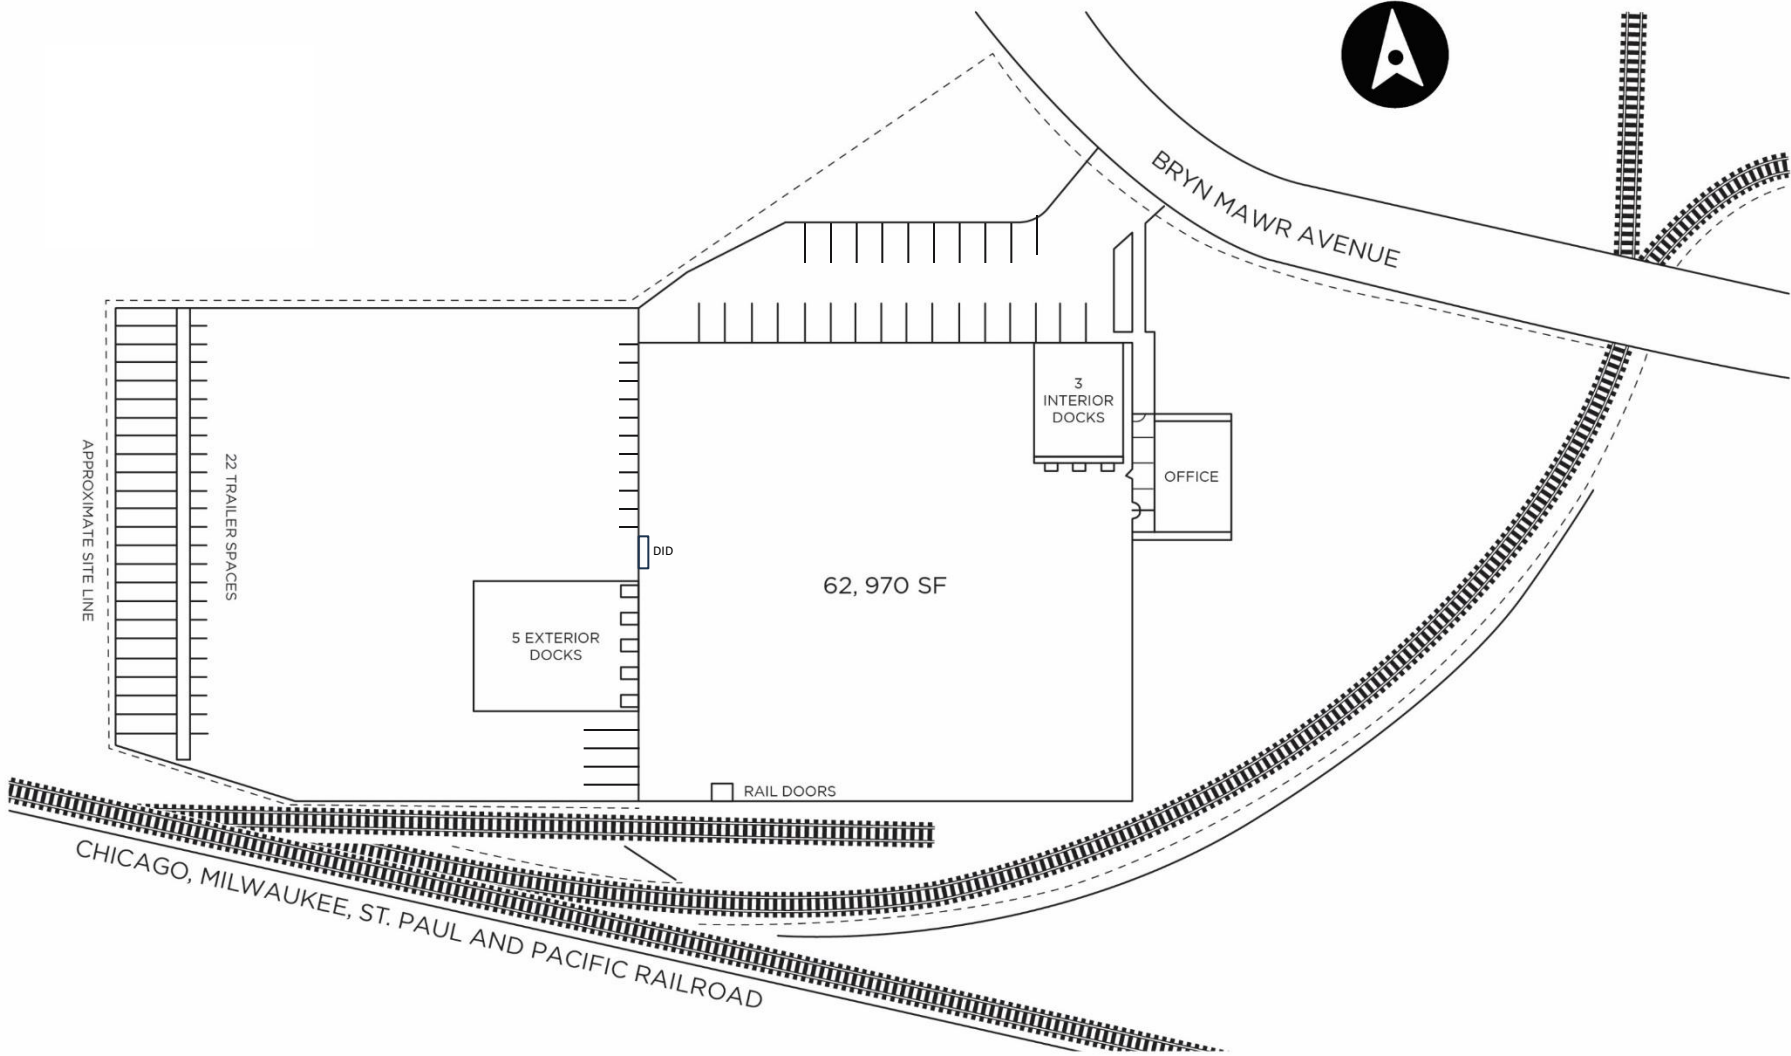 BRYN MAWR AVENUE
3
INTERIOR
DOCKS
APPROXIMATE SITE LINE
22 TRAILER SPACES
OFFICE
DID
62, 970 SF
5 EXTERIOR
DOCKS
RAIL DOORS
CHICAGO, MILWAUKEE, ST. PAUL AND PACIFIC RAILROAD